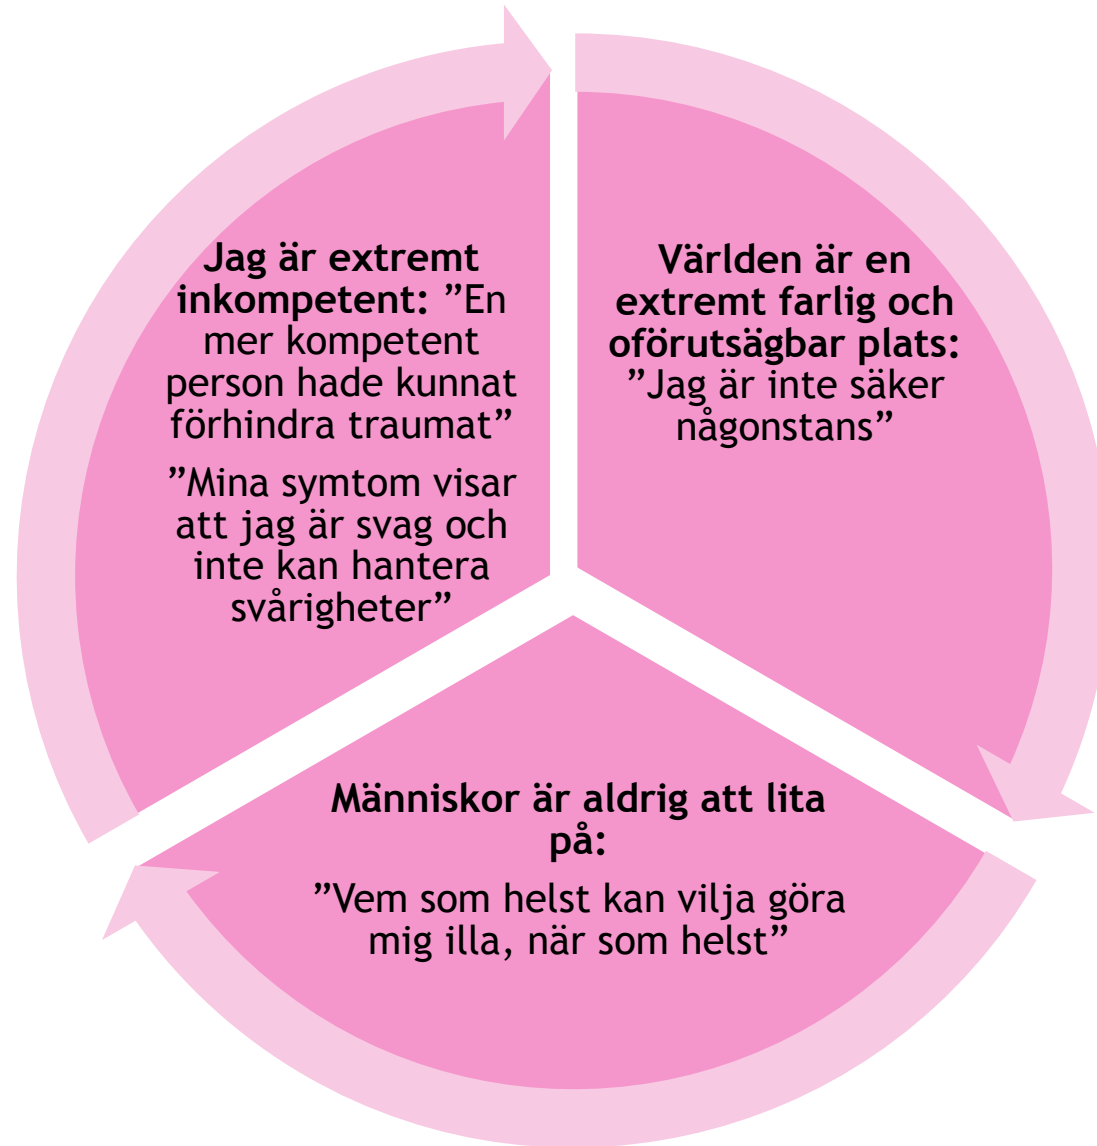 Jag är extremt
inkompetent: ”En
mer kompetent
person hade kunnat
förhindra traumat”
”Mina symtom visar
att jag är svag och
inte kan hantera
svårigheter”
Världen är en
extremt farlig och
oförutsägbar plats:
”Jag är inte säker
någonstans”
Människor är aldrig att lita
på:
”Vem som helst kan vilja göra
mig illa, när som helst”